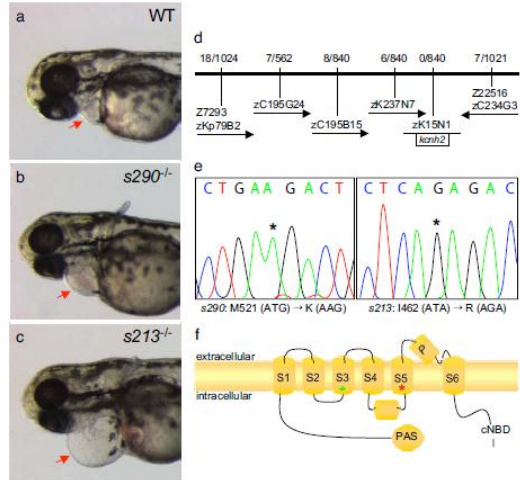 a
WT
b
s290-/-
c
s213-/-
d
18/1024 7/562 8/840 6/840 0/840 7/1021
Z7293
zKp79B2
zC195G24
zC195B15
zK237N7
zK15N1
kcnh2
Z22516
zC234G3
e
C T G A A G A C T
C T C A G A G A C
*
*
s290: M521 (ATG) → K (AAG)
s213: I462 (ATA) → R (AGA)
f
extracellular
intracellular
S1 S2 S3 S4 S5 P S6
*
*
PAS
cNBD